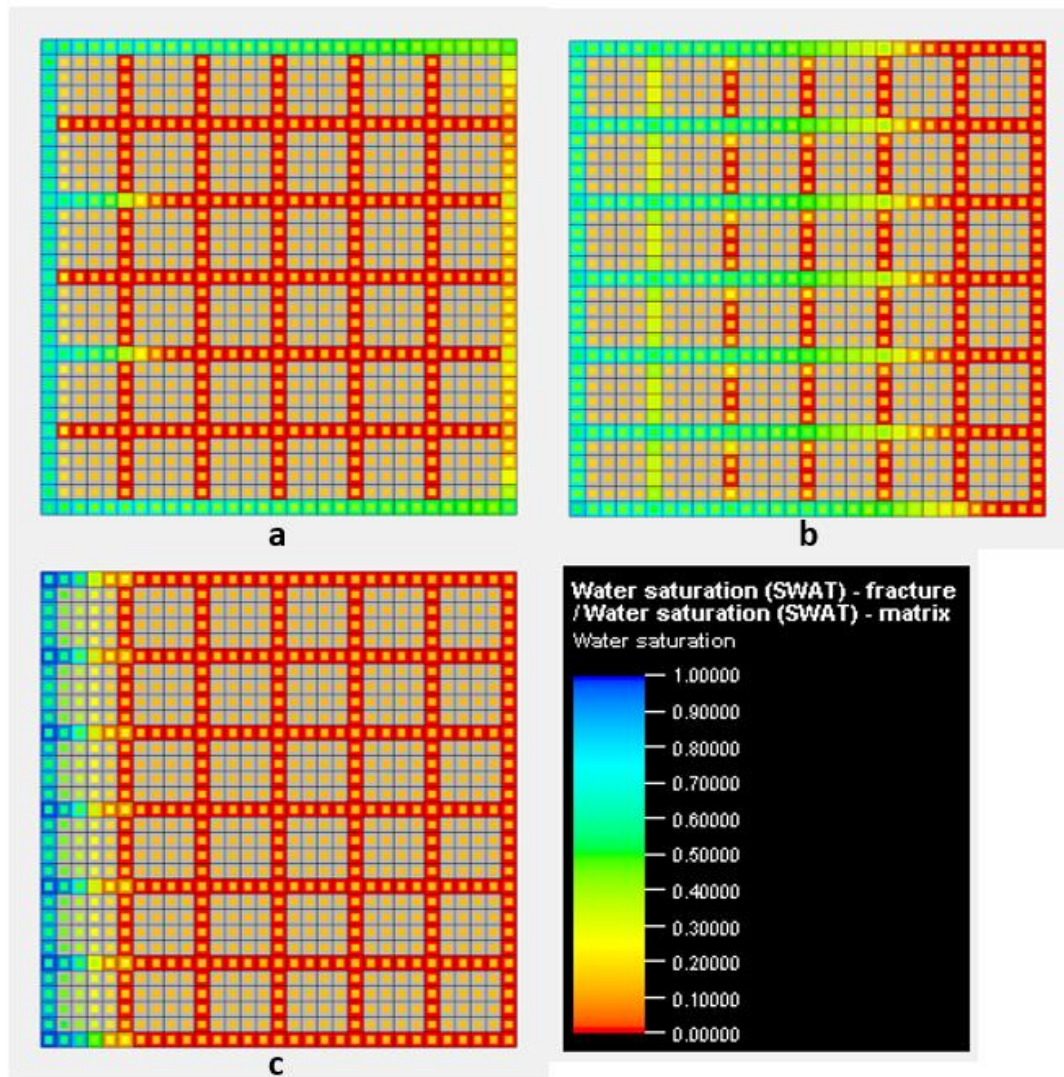 a
b
c
Water saturation (SWAT) - fracture
/Water saturation (SWAT) - matrix
Water saturation
1.00000
0.90000
0.80000
0.70000
0.60000
0.50000
0.40000
0.30000
0.20000
0.10000
0.00000